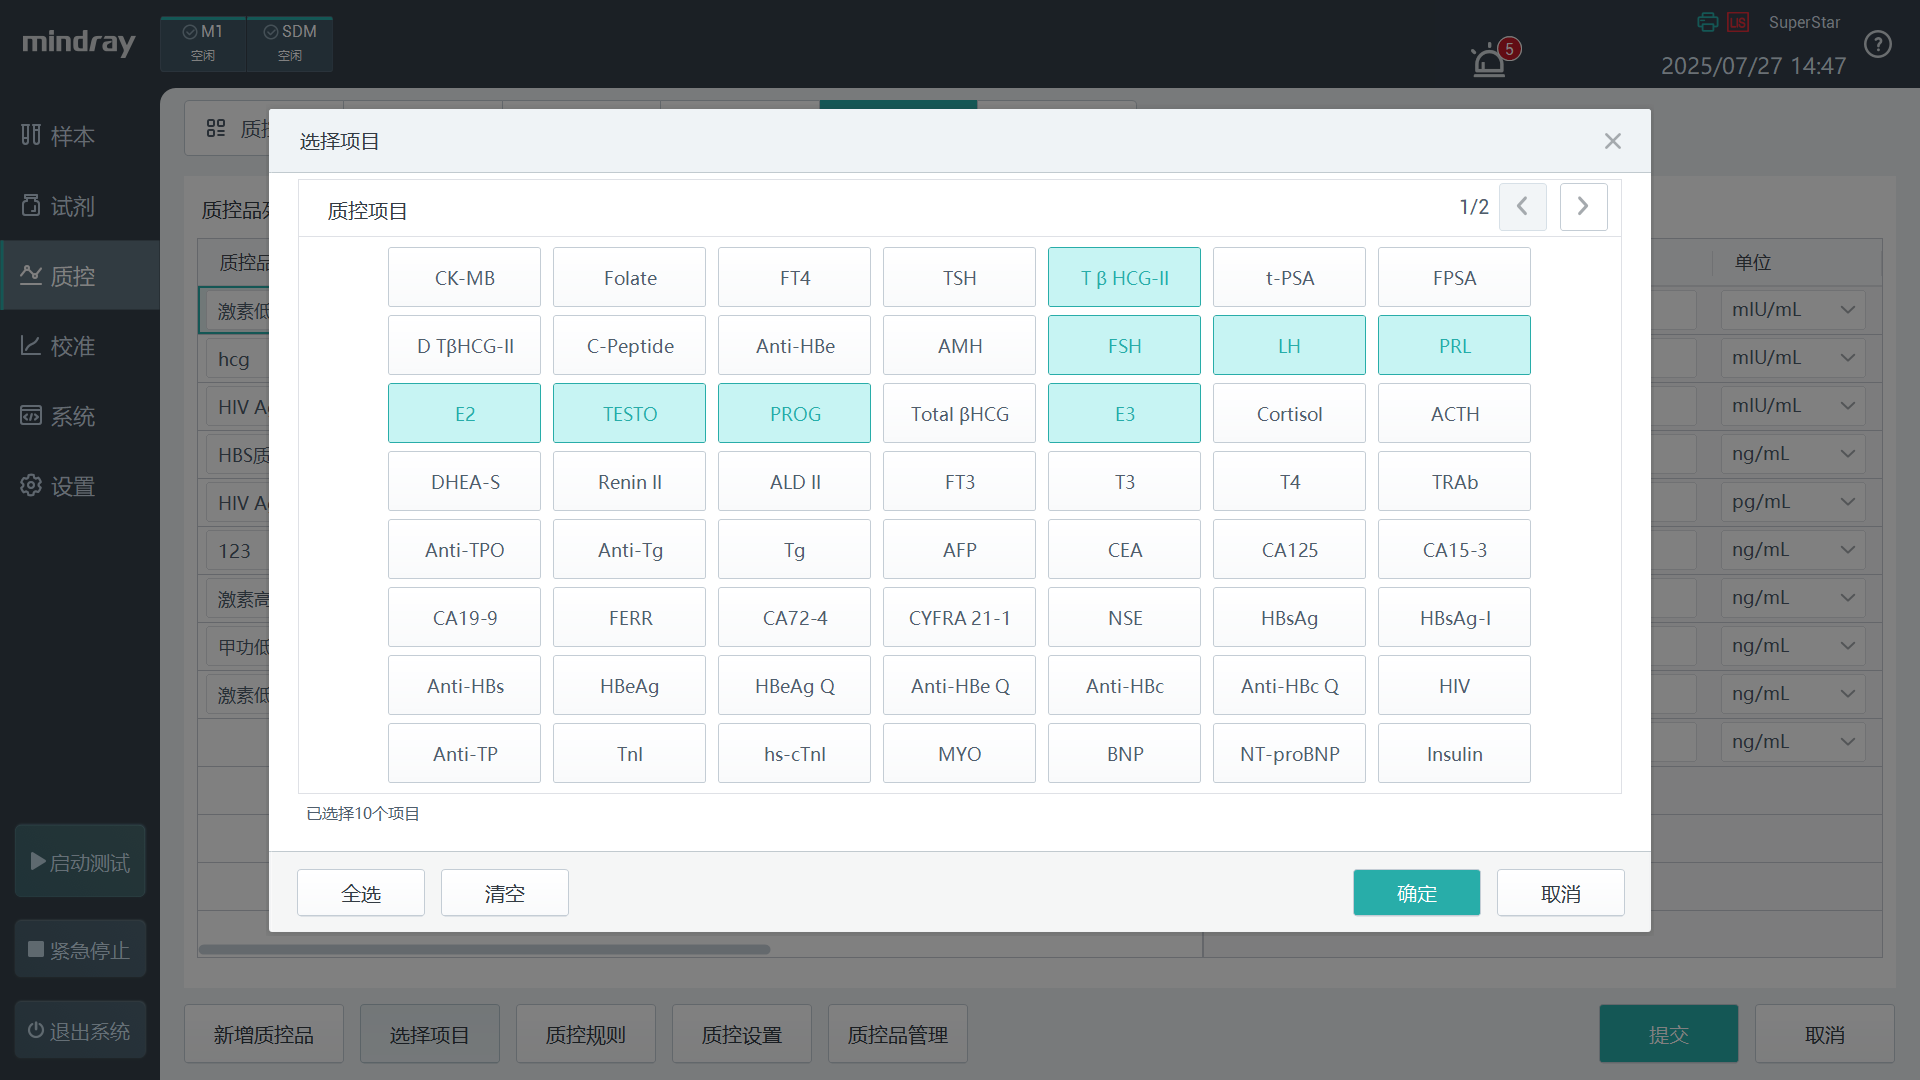 mindray
M1
空闲
SDM
空闲
5
LIS
SuperStar
2025/07/27 14:47
?
样本
试剂
质控
校准
系统
设置
启动测试
紧急停止
退出系统
选择项目
质控项目
1/2
CK-MB Folate FT4 TSH T β HCG-II t-PSA FPSA
D TβHCG-II C-Peptide Anti-HBe AMH FSH LH PRL
E2 TESTO PROG Total βHCG E3 Cortisol ACTH
DHEA-S Renin II ALD II FT3 T3 T4 TRAb
Anti-TPO Anti-Tg Tg AFP CEA CA125 CA15-3
CA19-9 FERR CA72-4 CYFRA 21-1 NSE HBsAg HBsAg-I
Anti-HBs HBeAg HBeAg Q Anti-HBe Q Anti-HBc Anti-HBc Q HIV
Anti-TP TnI hs-cTnI MYO BNP NT-proBNP Insulin
已选择10个项目
全选 清空 确定 取消
质控
质控品
质控品
激素低
hcg
HIV A
HBS质
HIV A
123
激素高
甲功低
激素低
单位
mIU/mL
mIU/mL
mIU/mL
ng/mL
pg/mL
ng/mL
ng/mL
ng/mL
ng/mL
ng/mL
新增质控品 选择项目 质控规则 质控设置 质控品管理 提交 取消